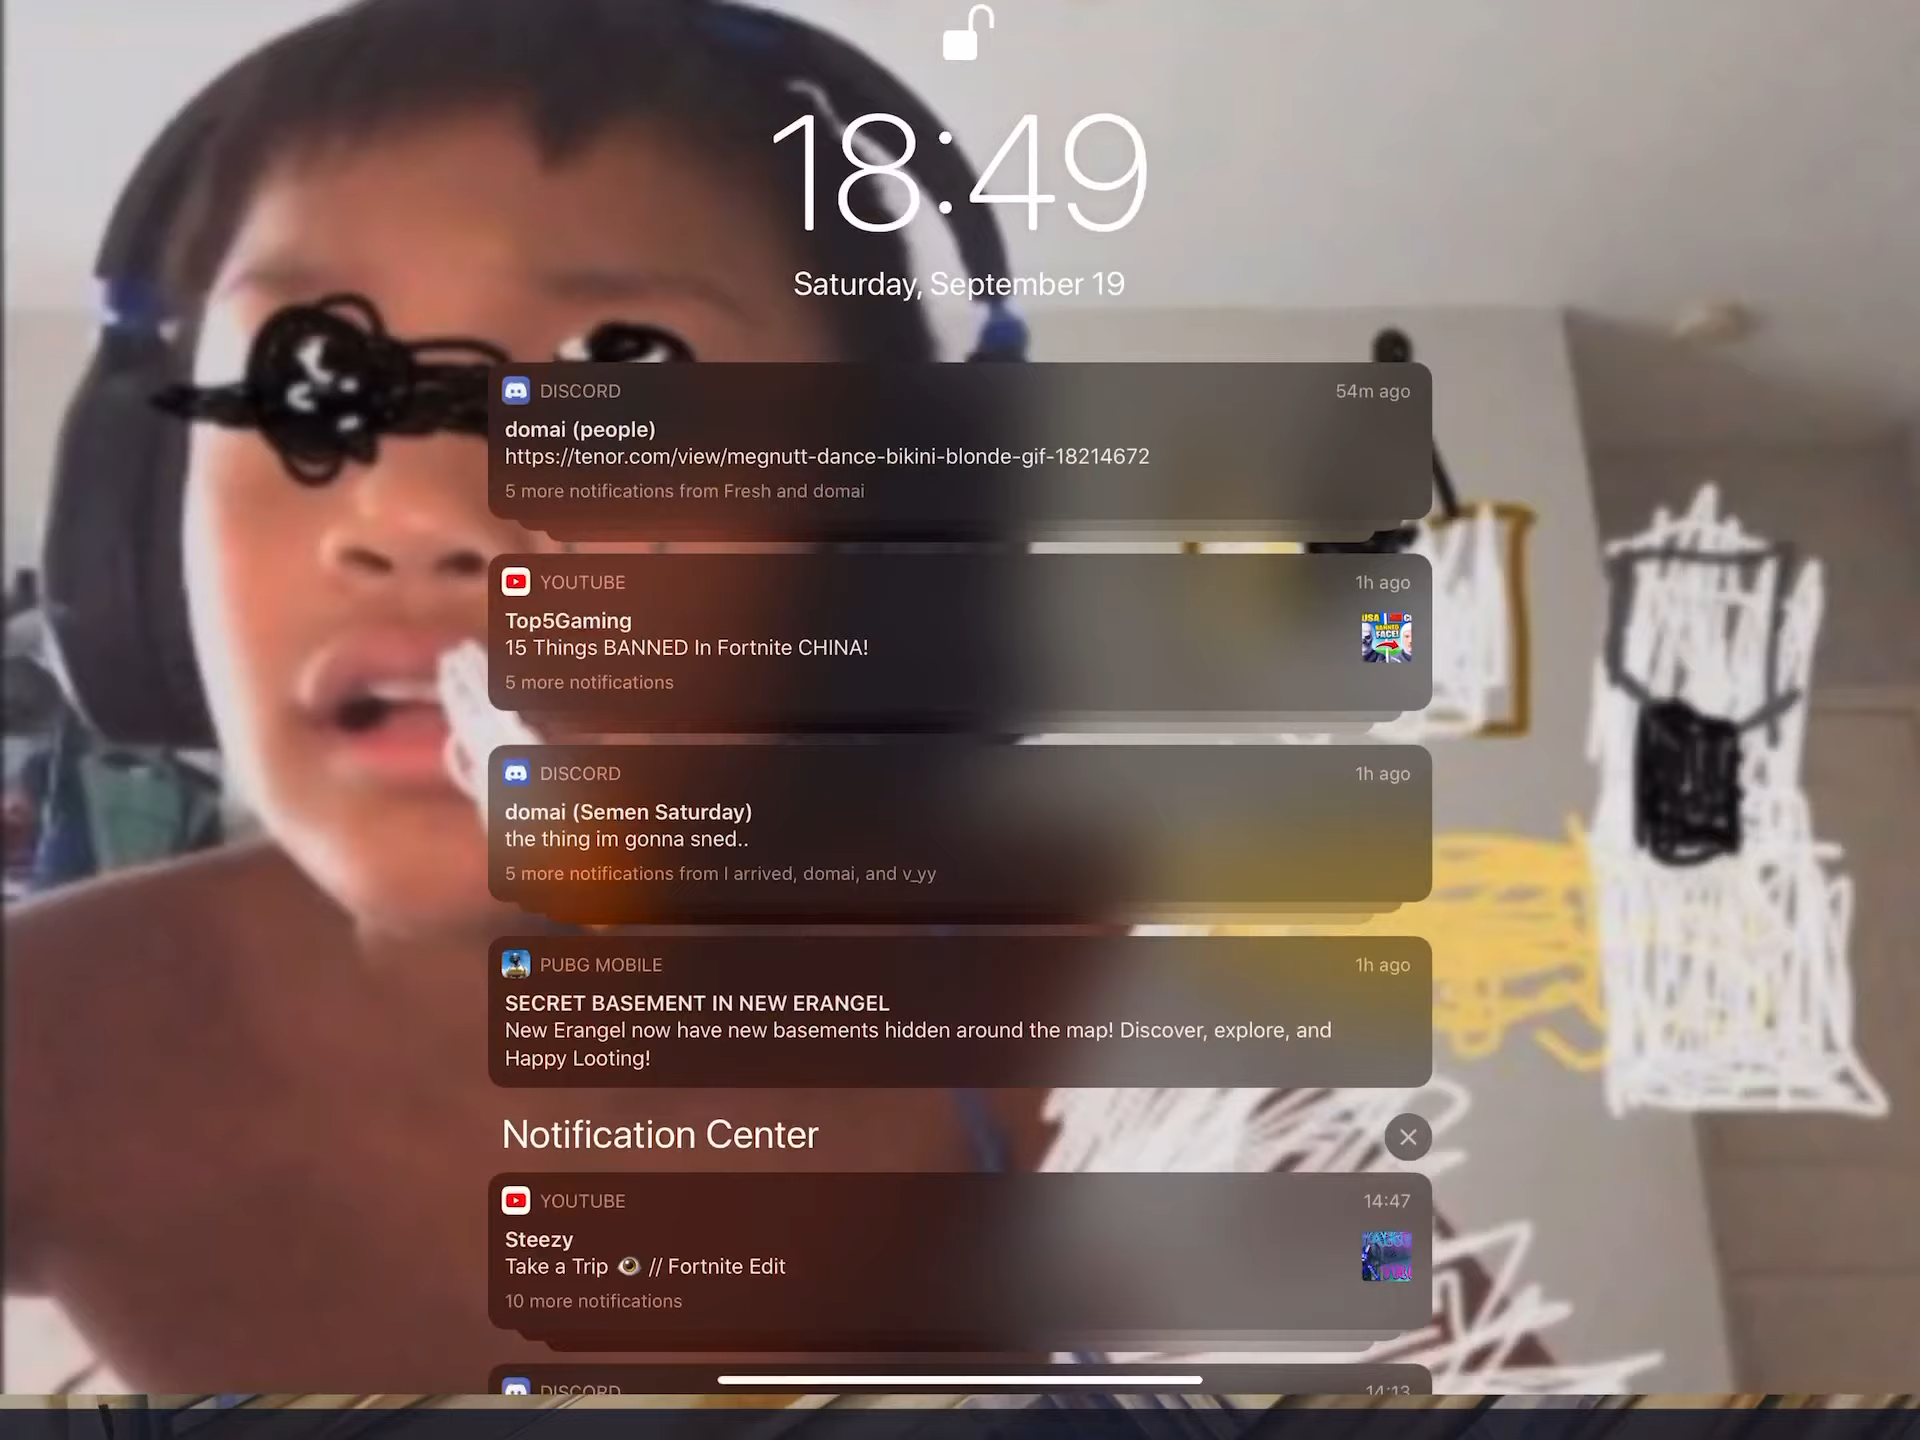 18:49
Saturday, September 19
DISCORD 54m ago
domai (people)
https://tenor.com/view/megnutt-dance-bikini-blonde-gif-18214672
5 more notifications from Fresh and domai
YOUTUBE 1h ago
Top5Gaming
15 Things BANNED In Fortnite CHINA!
5 more notifications
DISCORD 1h ago
domai (Semen Saturday)
the thing im gonna sned..
5 more notifications from I arrived, domai, and v_yy
PUBG MOBILE 1h ago
SECRET BASEMENT IN NEW ERANGEL
New Erangel now have new basements hidden around the map! Discover, explore, and
Happy Looting!
Notification Center
YOUTUBE 14:47
Steezy
Take a Trip 👁 // Fortnite Edit
10 more notifications
DISCORD 14:13